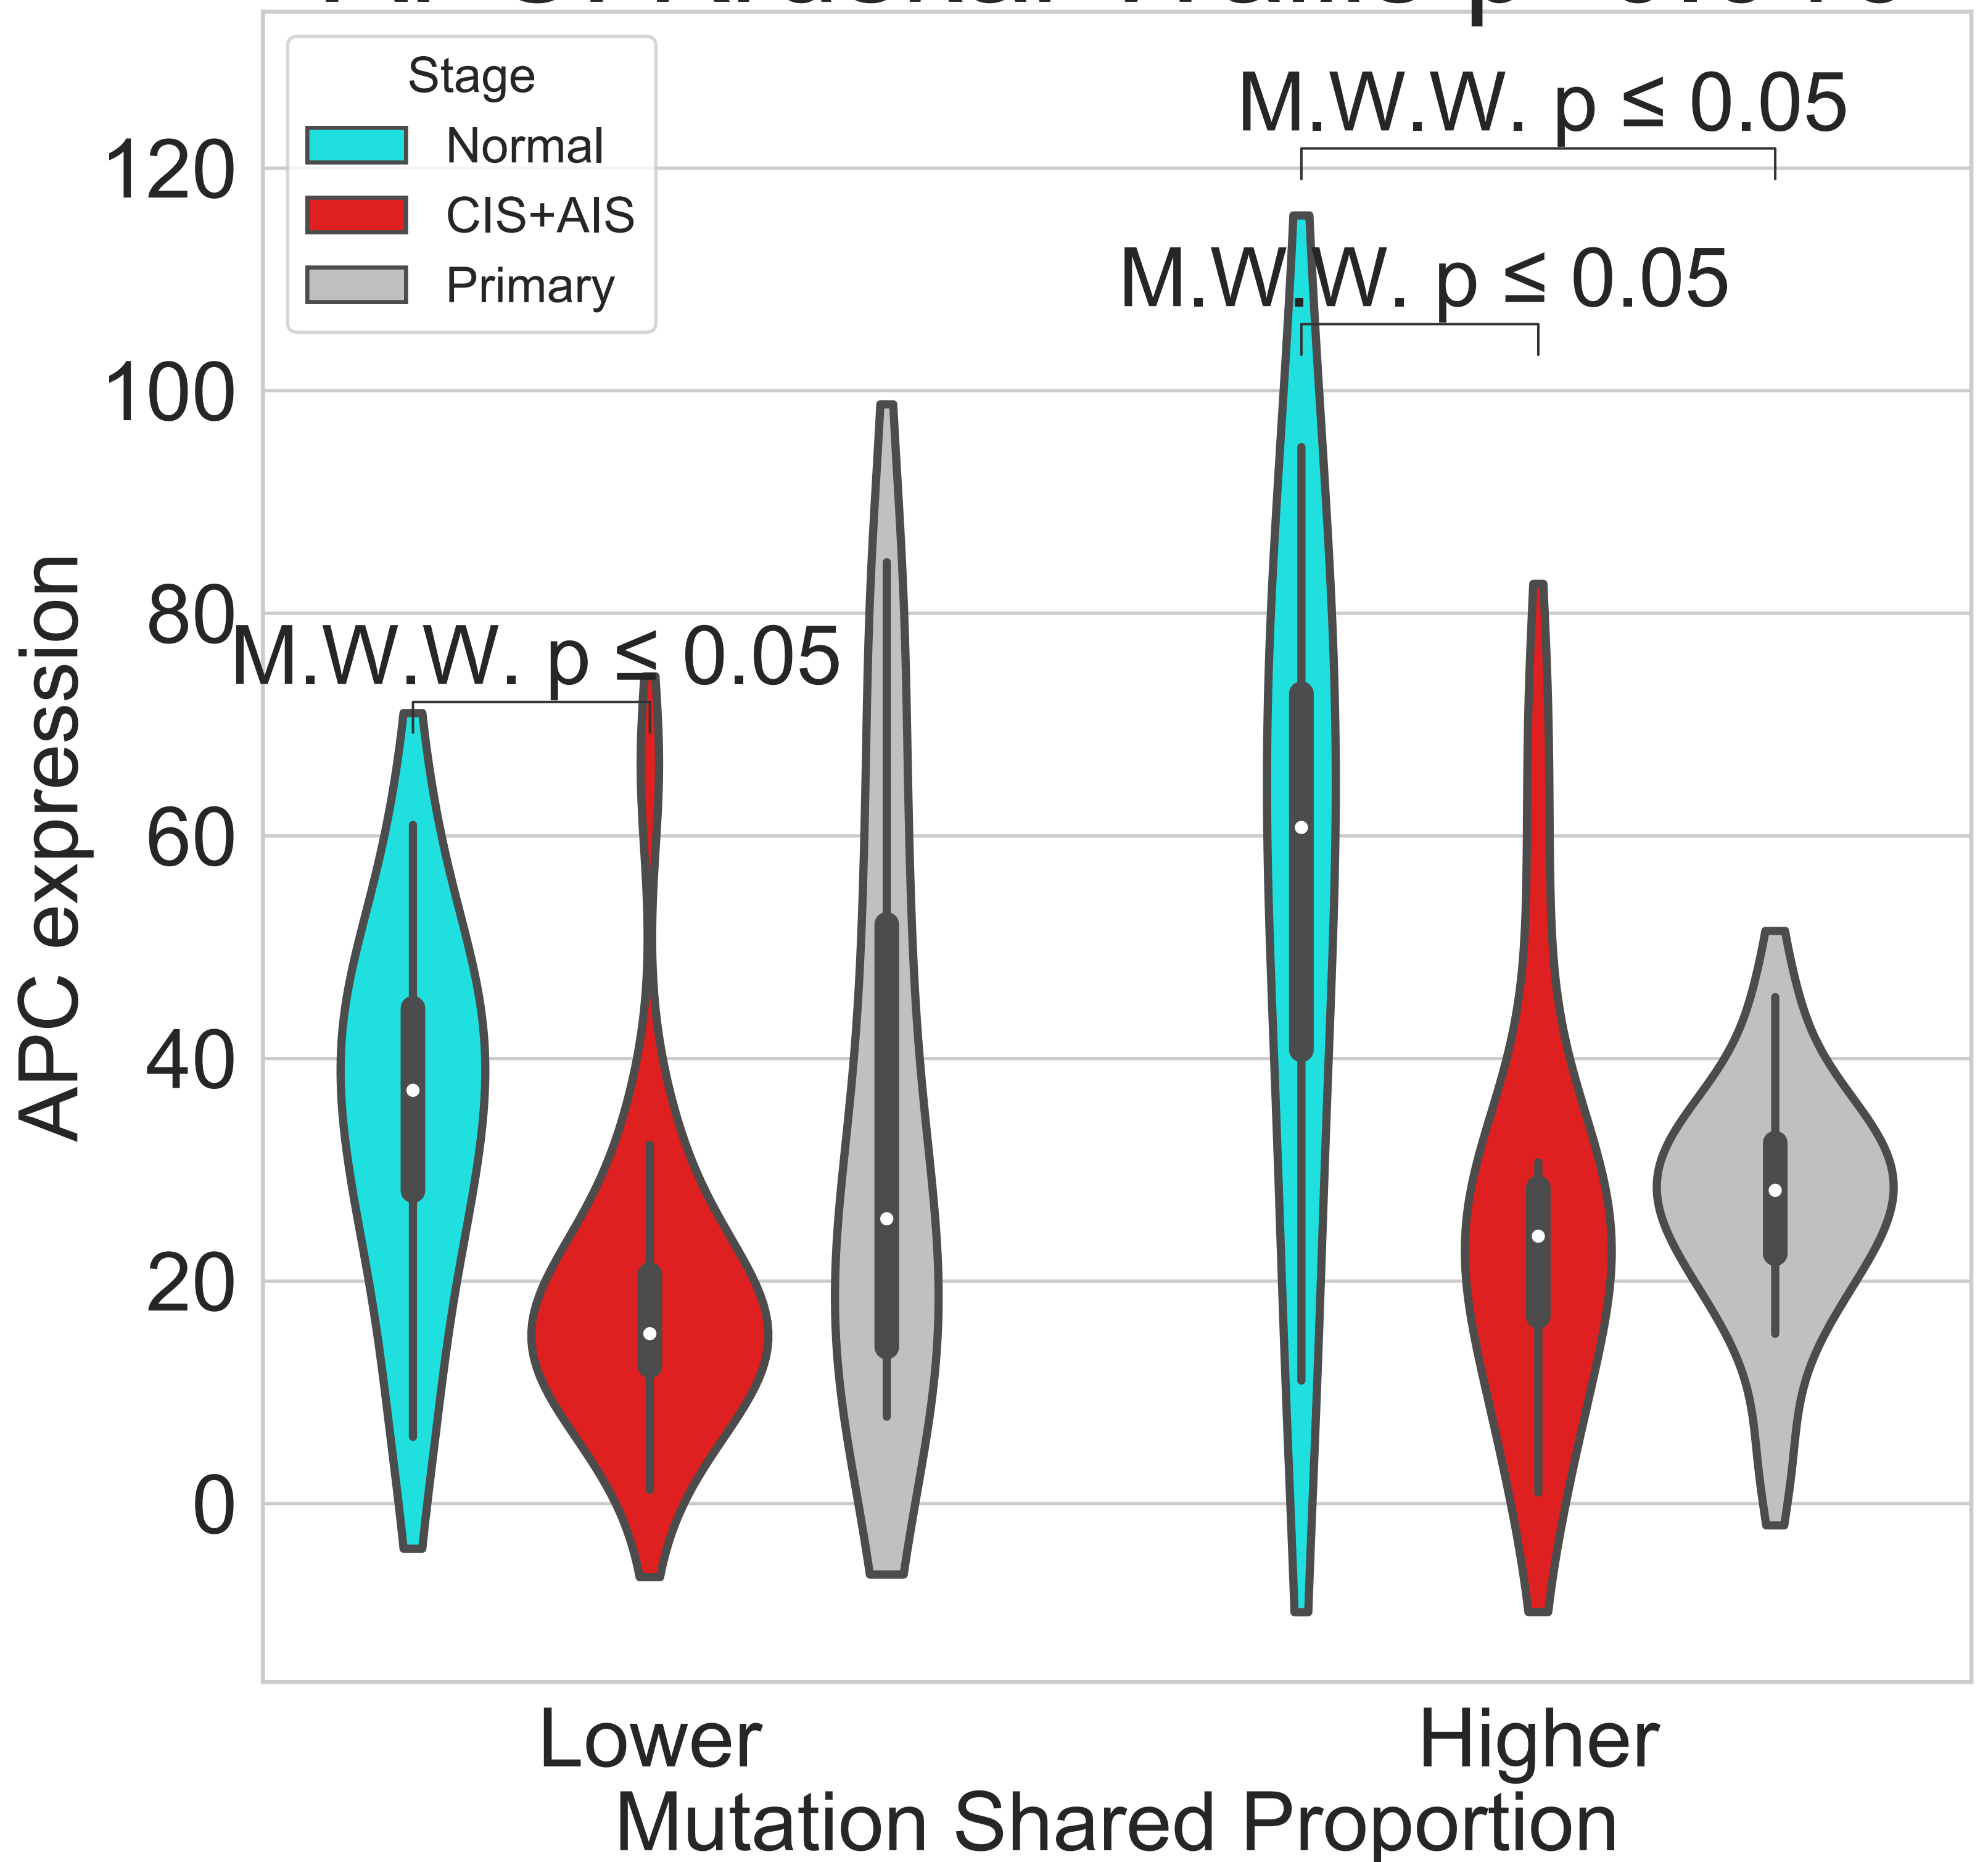 Stage
Normal
CIS+AIS
Primary
M.W.W. p ≤ 0.05
M.W.W. p ≤ 0.05
M.W.W. p ≤ 0.05
120
100
80
60
40
20
0
APC expression
Lower
Higher
Mutation Shared Proportion